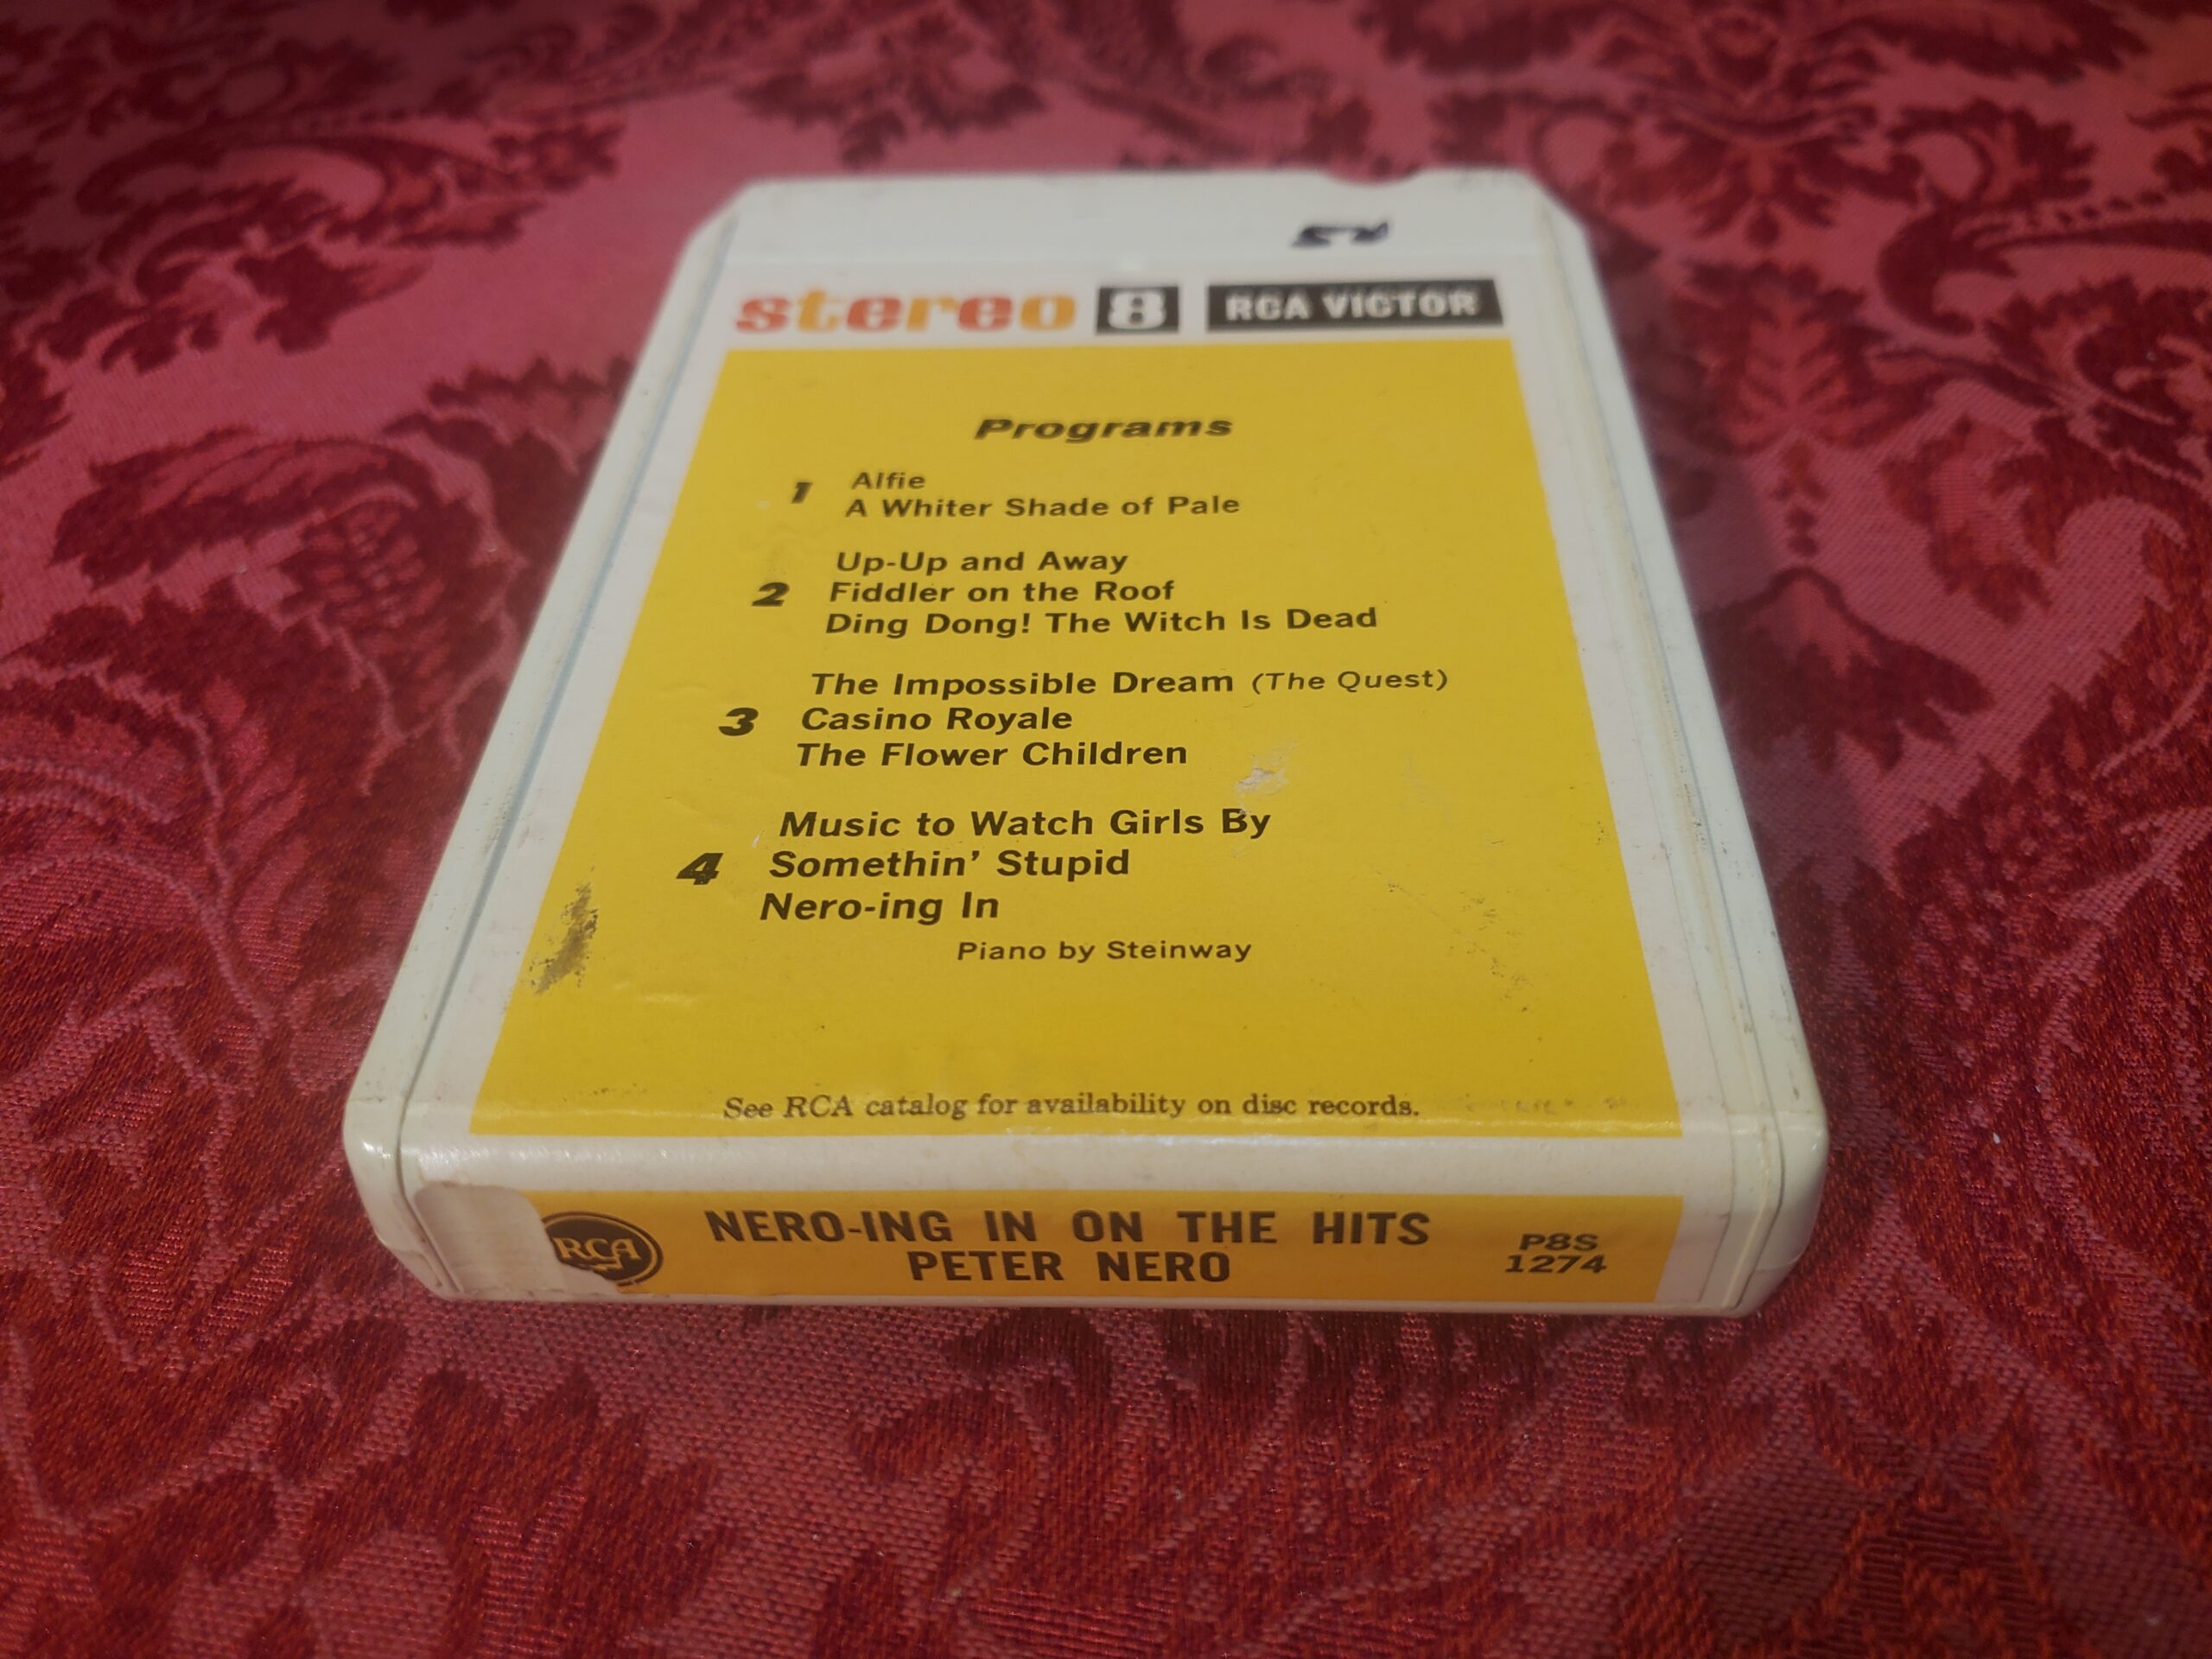 stereo 8 RCA VICTOR
Programs
1 Alfie
A Whiter Shade of Pale
Up-Up and Away
2 Fiddler on the Roof
Ding Dong! The Witch Is Dead
The Impossible Dream (The Quest)
3 Casino Royale
The Flower Children
Music to Watch Girls By
4 Somethin' Stupid
Nero-ing In
Piano by Steinway
See RCA catalog for availability on disc records.
RCA
NERO-ING IN ON THE HITS
PETER NERO
P8S
1274